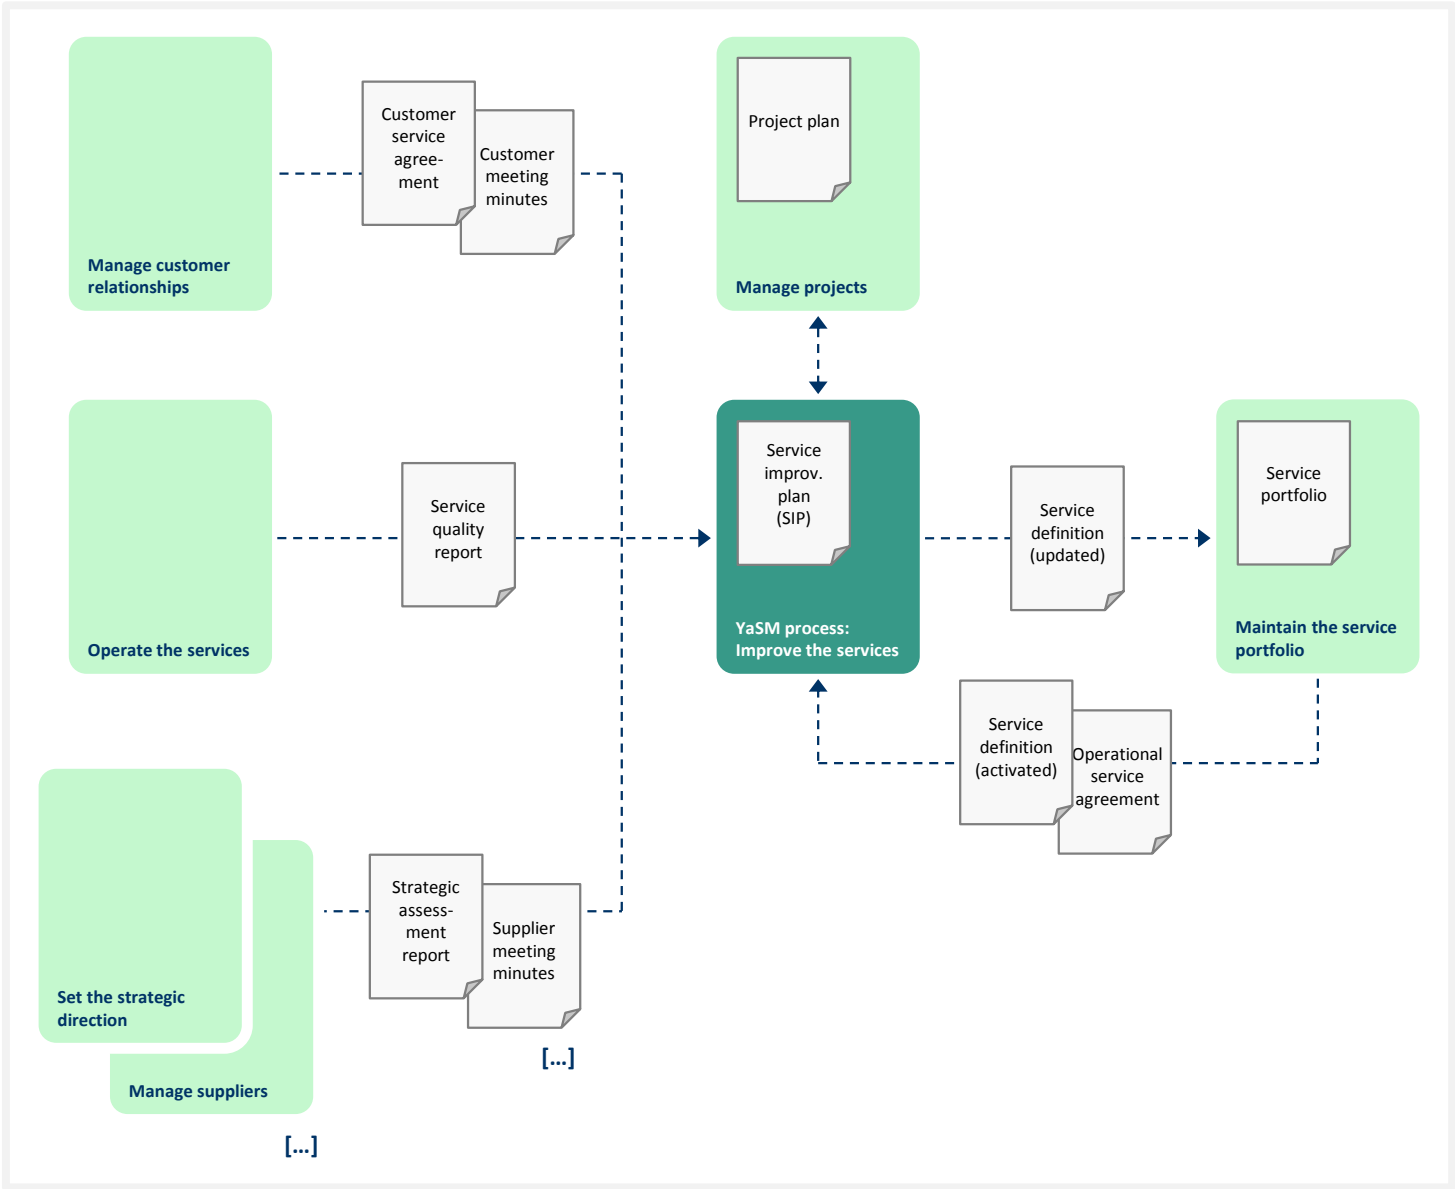 Customer
service
agree-
ment
Customer
meeting
minutes
Manage customer
relationships
Project plan
Manage projects
Service
quality
report
Operate the services
Service
improv.
plan
(SIP)
YaSM process:
Improve the services
Service
definition
(updated)
Service
portfolio
Maintain the service
portfolio
Service
definition
(activated)
Operational
service
agreement
Strategic
assess-
ment
report
Supplier
meeting
minutes
Set the strategic
direction
[...]
Manage suppliers
[...]